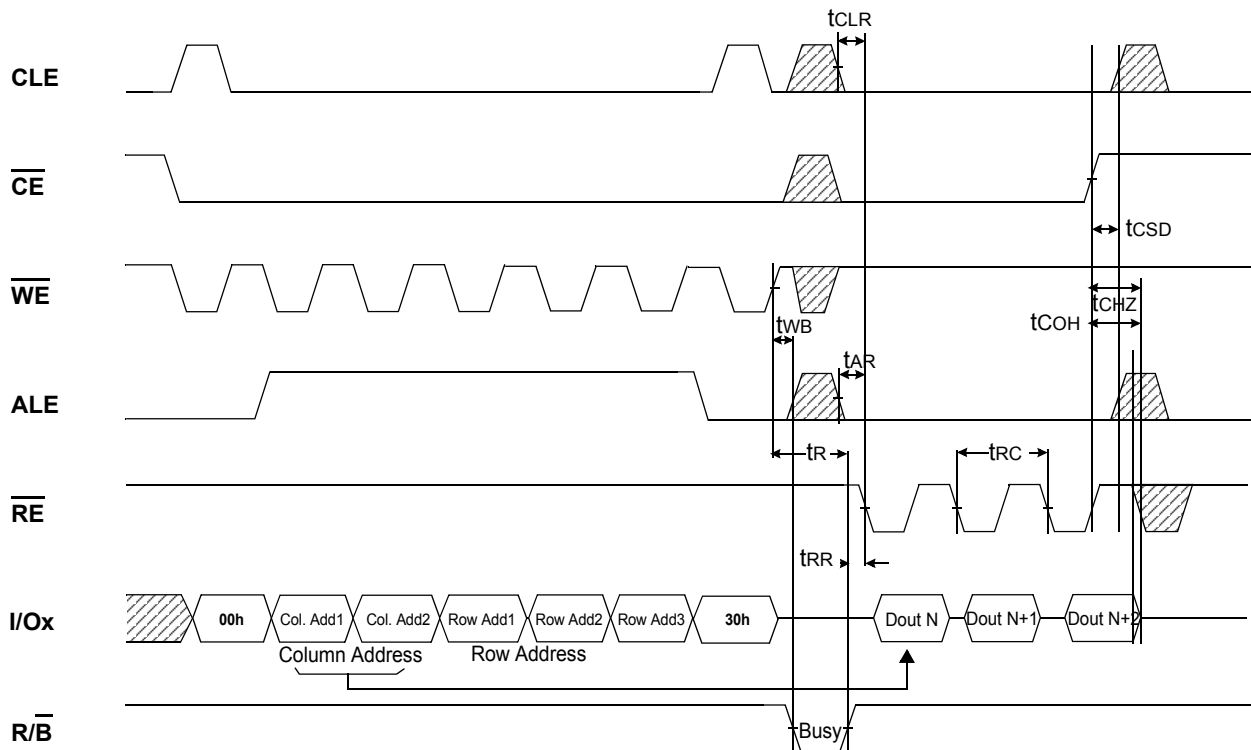 tCLR
CLE
CE
tCSD
WE
tCHZ
tWB
tCOH
tAR
ALE
tR
tRC
RE
tRR
I/Ox
00h
Col. Add1
Col. Add2
Row Add1
Row Add2
Row Add3
30h
Dout N
Dout N+1
Dout N+2
Column Address
Row Address
R/B
Busy